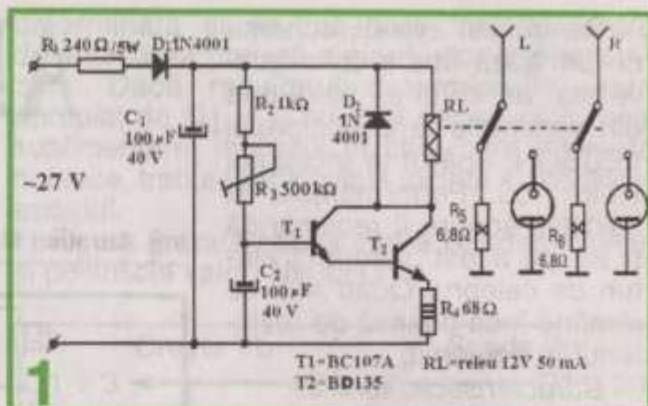 R₁ 240Ω/5W D₁ 1N4001
L R
C₁
100μF
40 V
R₂ 1kΩ
D₂
1N
4001
RL
~27 V
R₃ 500kΩ
T₁
T₂
R₅
6,8Ω
R₆
6,8Ω
C₂
100μF
40 V
R₄ 68Ω
T1=BC107A RL=releu 12V 50 mA
T2=BD135
1